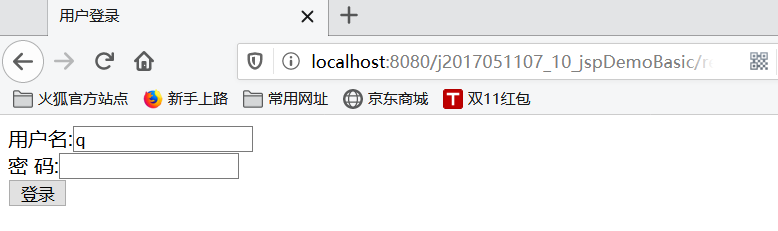 用户登录
localhost:8080/j2017051107_10_jspDemoBasic/re
火狐官方站点 新手上路 常用网址 京东商城 T 双11红包
用户名:q
密 码:
登录